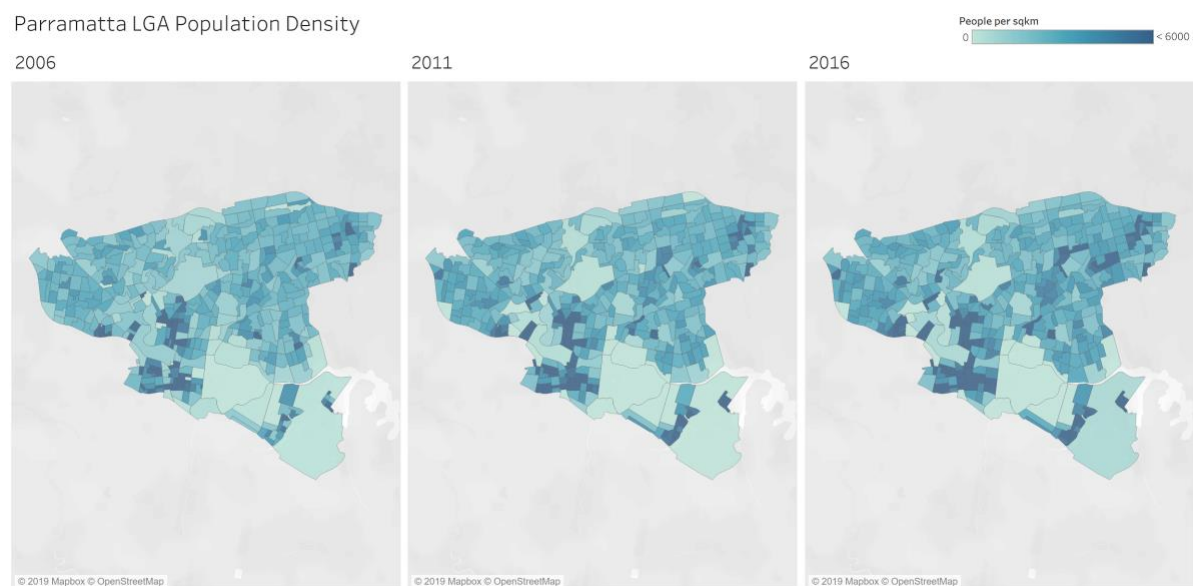 Parramatta LGA Population Density
People per sqkm
0 < 6000
2006 2011 2016
© 2019 Mapbox © OpenStreetMap © 2019 Mapbox © OpenStreetMap © 2019 Mapbox © OpenStreetMap